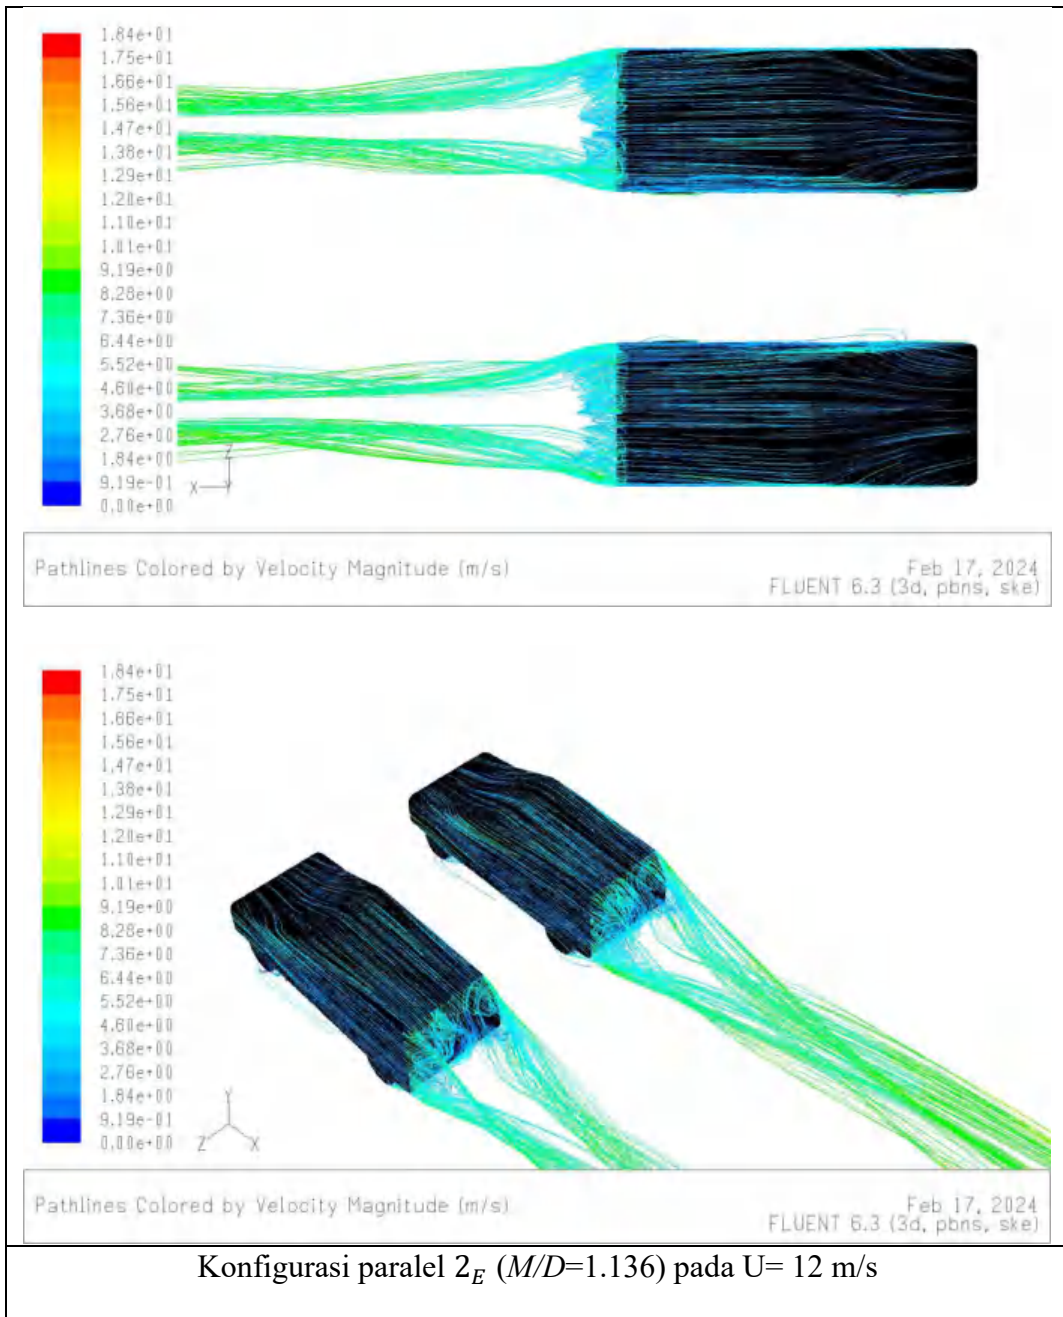 1.84e+01
1.75e+01
1.66e+01
1.56e+01
1.47e+01
1.38e+01
1.29e+01
1.20e+01
1.10e+01
1.01e+01
9.19e+00
8.28e+00
7.36e+00
6.44e+00
5.52e+00
4.60e+00
3.68e+00
2.76e+00
1.84e+00
9.19e-01
0.00e+00
Z
X
Y
Pathlines Colored by Velocity Magnitude (m/s)
Feb 17, 2024
FLUENT 6.3 (3d, pbns, ske)
1.84e+01
1.75e+01
1.66e+01
1.56e+01
1.47e+01
1.38e+01
1.29e+01
1.20e+01
1.10e+01
1.01e+01
9.19e+00
8.28e+00
7.36e+00
6.44e+00
5.52e+00
4.60e+00
3.68e+00
2.76e+00
1.84e+00
9.19e-01
0.00e+00
Y
Z
X
Pathlines Colored by Velocity Magnitude (m/s)
Feb 17, 2024
FLUENT 6.3 (3d, pbns, ske)
Konfigurasi paralel 2E (M/D=1.136) pada U= 12 m/s